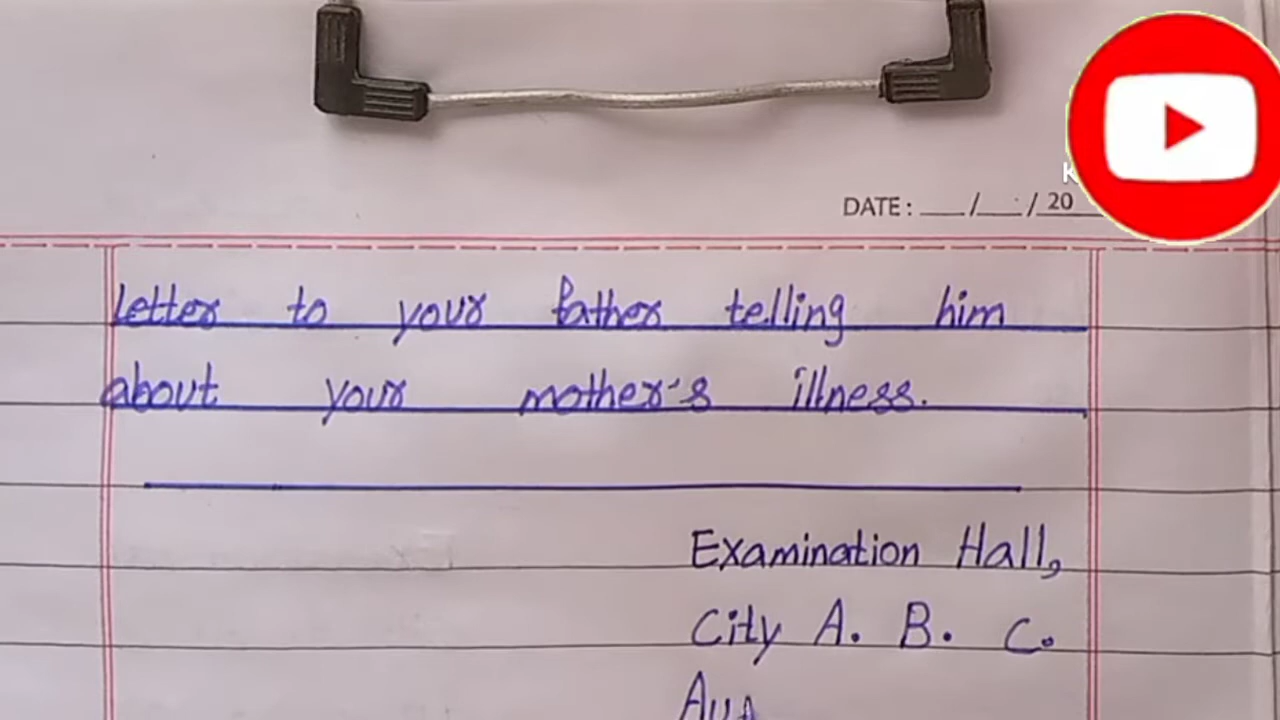 DATE: ___/___/20
letter to your father telling him
about your mother's illness.
Examination Hall,
City A. B. C.